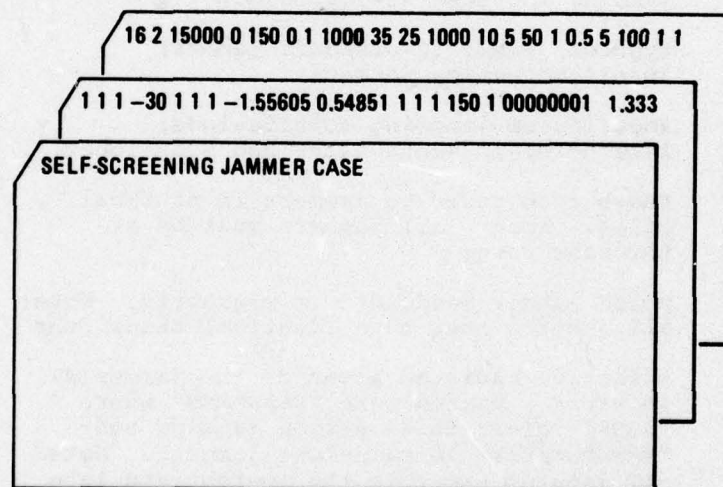 16 2 15000 0 150 0 1 1000 35 25 1000 10 5 50 1 0.5 5 100 1 1
1 1 1 –30 1 1 1 –1.55605 0.54851 1 1 1 150 1 00000001 1.333
SELF-SCREENING JAMMER CASE